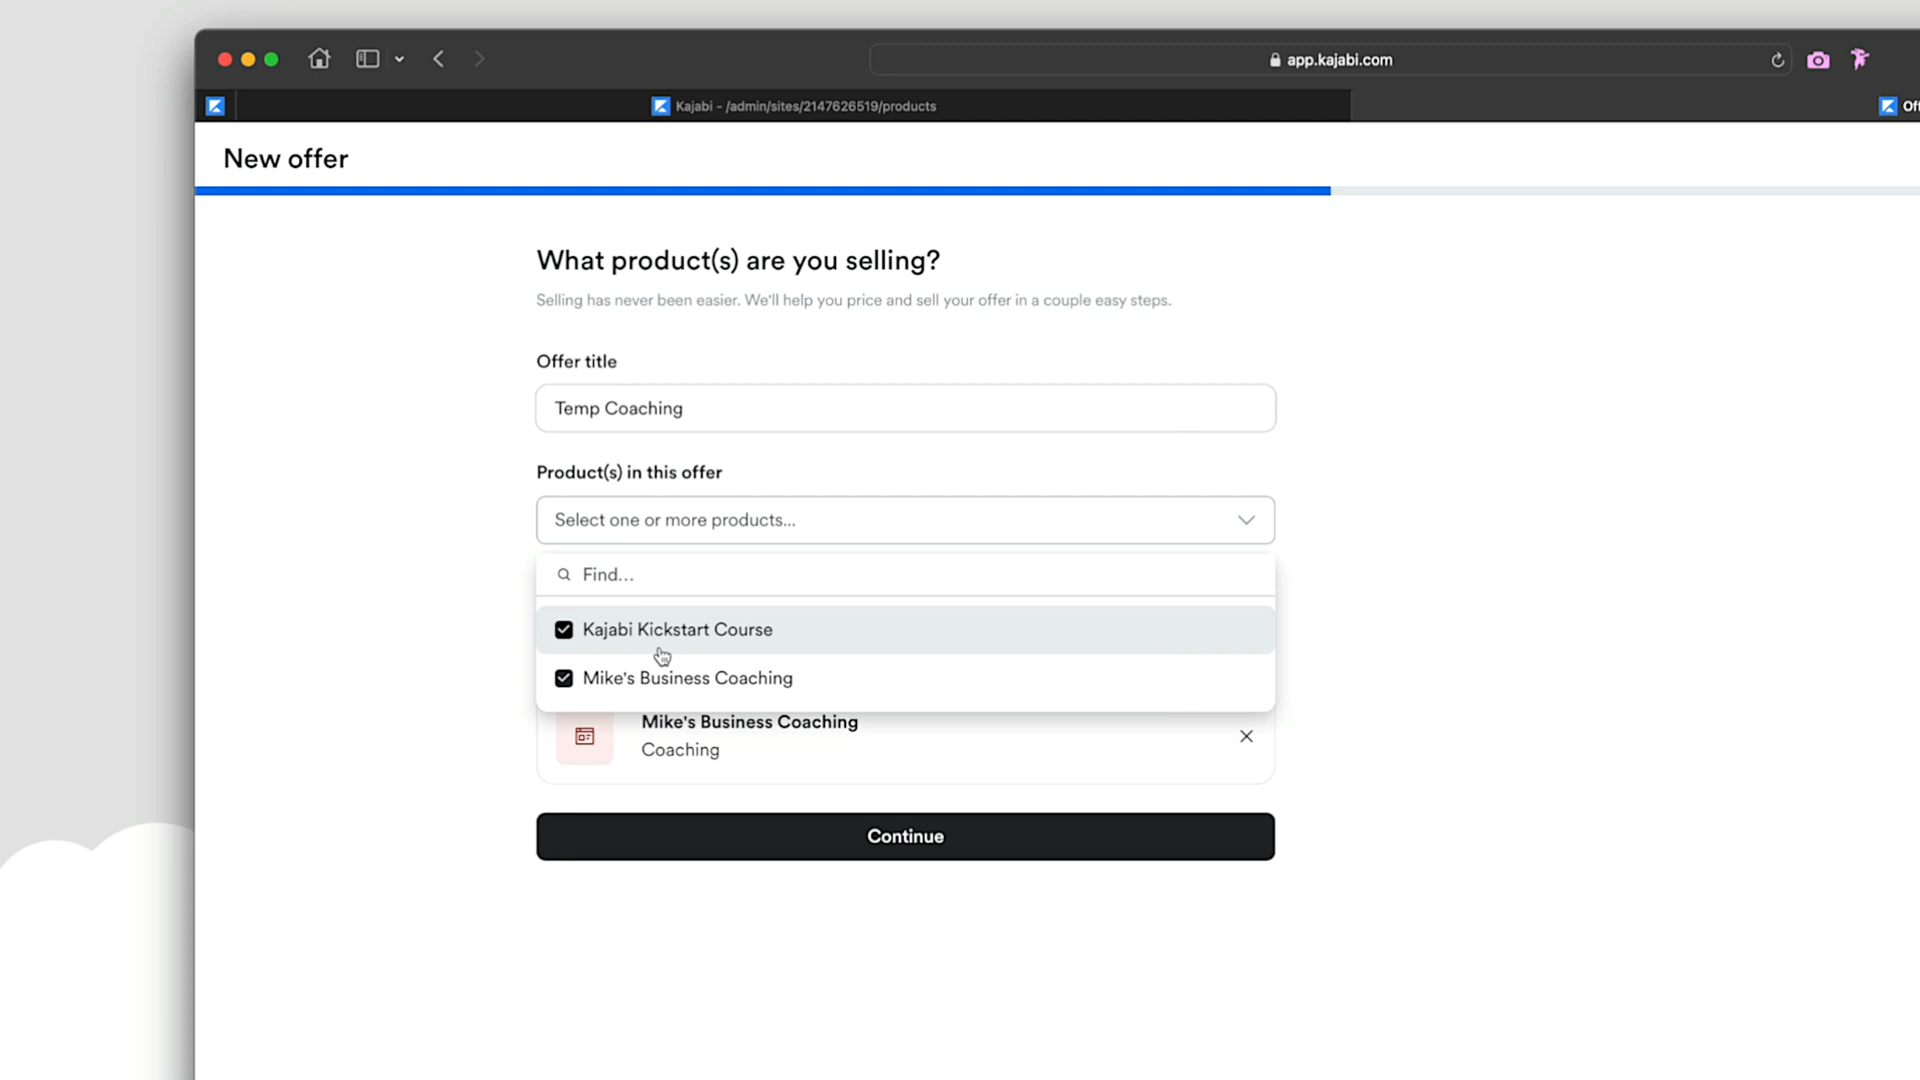 app.kajabi.com
Kajabi - /admin/sites/2147626519/products
Off
New offer
What product(s) are you selling?
Selling has never been easier. We'll help you price and sell your offer in a couple easy steps.
Offer title
Temp Coaching
Product(s) in this offer
Select one or more products...
Find...
Kajabi Kickstart Course
Mike's Business Coaching
Mike's Business Coaching
Coaching
Continue